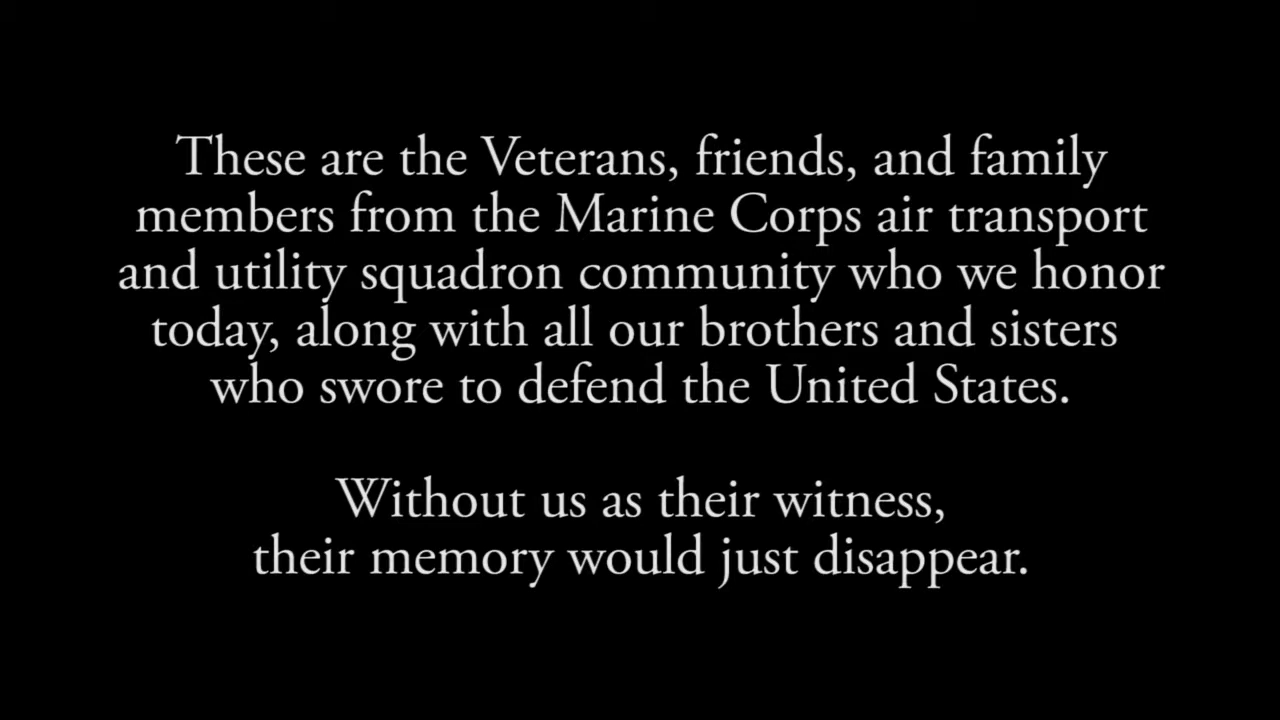 These are the Veterans, friends, and family
members from the Marine Corps air transport
and utility squadron community who we honor
today, along with all our brothers and sisters
who swore to defend the United States.
Without us as their witness,
their memory would just disappear.